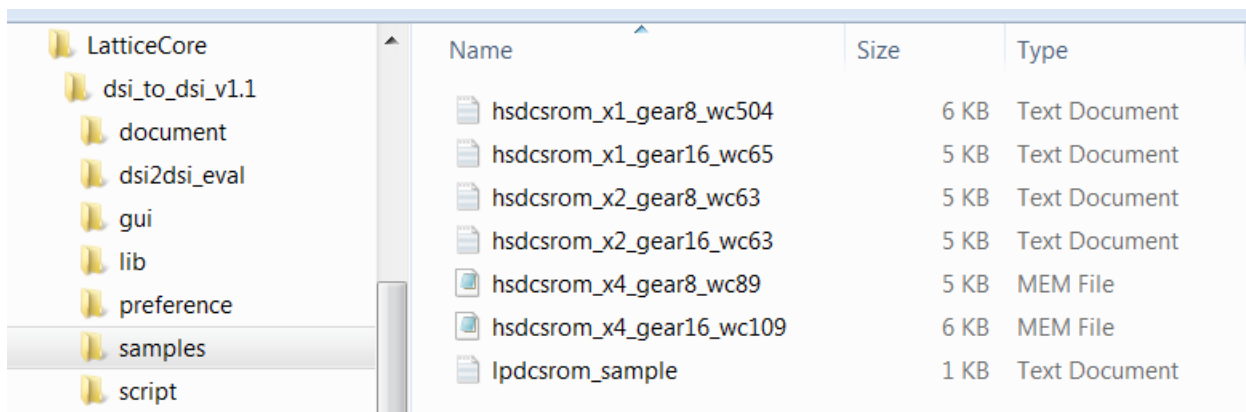 LatticeCore
dsi_to_dsi_v1.1
document
dsi2dsi_eval
gui
lib
preference
samples
script
Name Size Type
hsdcsrom_x1_gear8_wc504 6 KB Text Document
hsdcsrom_x1_gear16_wc65 5 KB Text Document
hsdcsrom_x2_gear8_wc63 5 KB Text Document
hsdcsrom_x2_gear16_wc63 5 KB Text Document
hsdcsrom_x4_gear8_wc89 5 KB MEM File
hsdcsrom_x4_gear16_wc109 6 KB MEM File
lpdcsrom_sample 1 KB Text Document